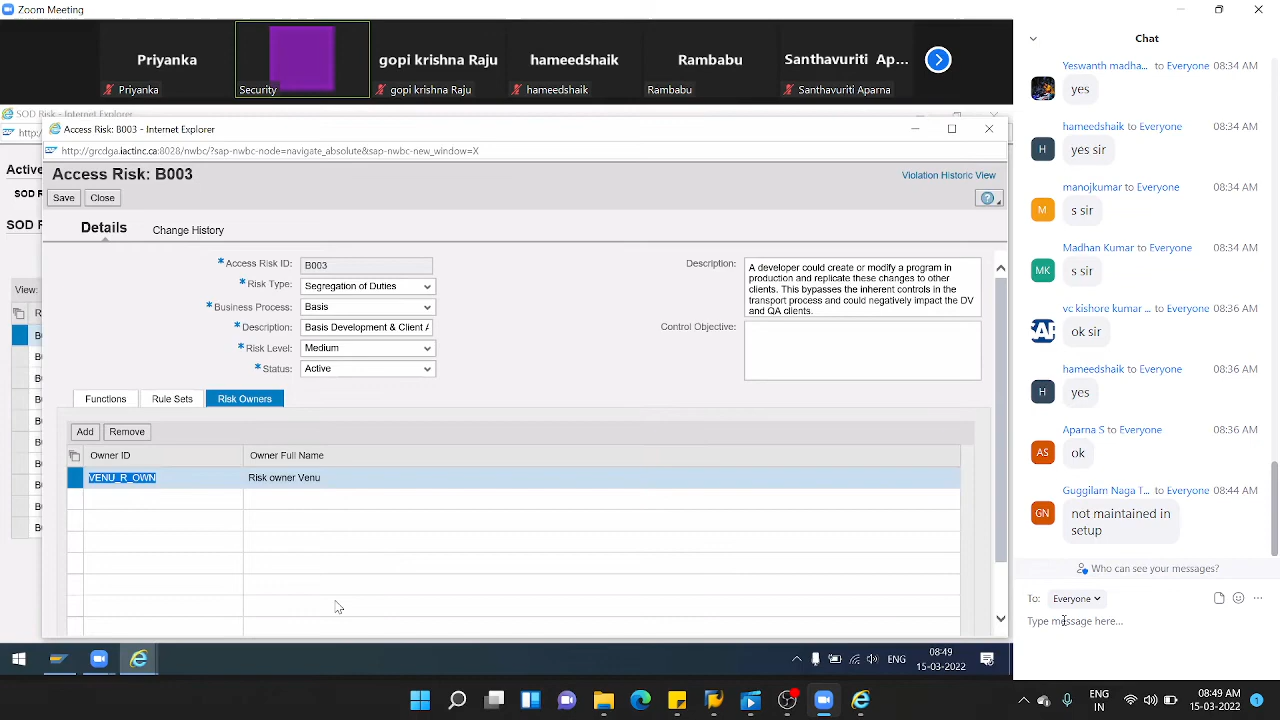 Zoom Meeting
Priyanka
gopi krishna Raju
hameedshaik
Rambabu
Santhavuriti Ap...
Priyanka
Security
gopi krishna Raju
hameedshaik
Rambabu
Santhavuriti Aparna
SOD Risk - Internet Explorer
http:/
Access Risk: B003 - Internet Explorer
http://grcdga.iactinc.ca:8028/nwbc/?sap-nwbc-node=navigate_absolute&sap-nwbc-new_window=X
Active
Access Risk: B003
Violation Historic View
SOD R
Save
Close
SOD R
Details
Change History
Access Risk ID:
B003
Risk Type:
Segregation of Duties
Business Process:
Basis
Description:
Basis Development & Client A
Risk Level:
Medium
Status:
Active
Description:
A developer could create or modify a program in
production and replicate these changes to other
clients. This bypasses the inherent controls in the
transport process and could negatively impact the DV
and QA clients.
Control Objective:
View:
Functions
Rule Sets
Risk Owners
Add
Remove
Owner ID
Owner Full Name
VENU_R_OWN
Risk owner Venu
ENG
08:49
15-03-2022
Chat
Yeswanth madha... to Everyone 08:34 AM
yes
hameedshaik to Everyone 08:34 AM
H
yes sir
manojkumar to Everyone 08:34 AM
M
s sir
Madhan Kumar to Everyone 08:34 AM
MK
s sir
vc kishore kumar ... to Everyone 08:36 AM
SAP
ok sir
hameedshaik to Everyone 08:36 AM
H
yes
Aparna S to Everyone 08:36 AM
AS
ok
Guggilam Naga T... to Everyone 08:44 AM
GN
not maintained in
setup
Who can see your messages?
To: Everyone
Type message here...
ENG
IN
08:49 AM
15-03-2022
1